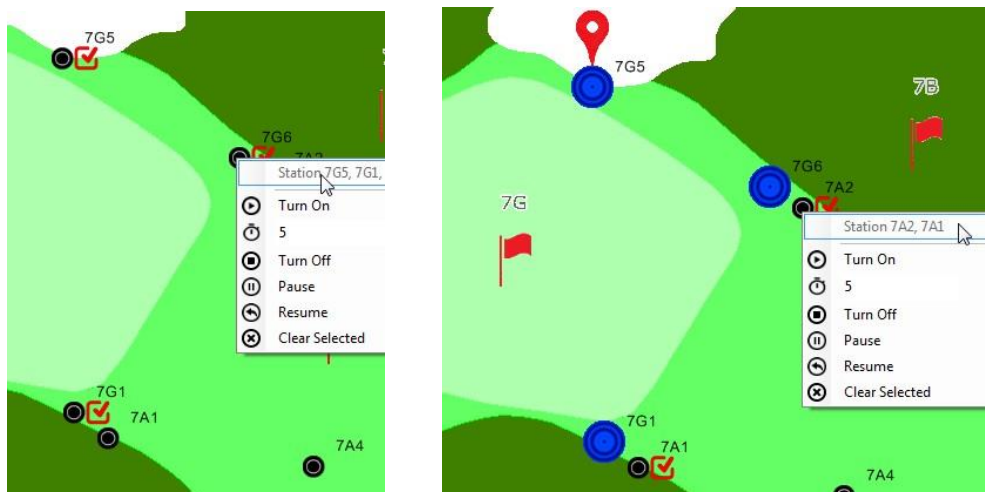 7G5
7G6
Station 7G5, 7G1,
Turn On
5
Turn Off
Pause
Resume
Clear Selected
7G1
7A1
7A4
7G5
7B
7G6
7A2
7G
Station 7A2, 7A1
Turn On
5
Turn Off
Pause
Resume
Clear Selected
7G1
7A1
7A4